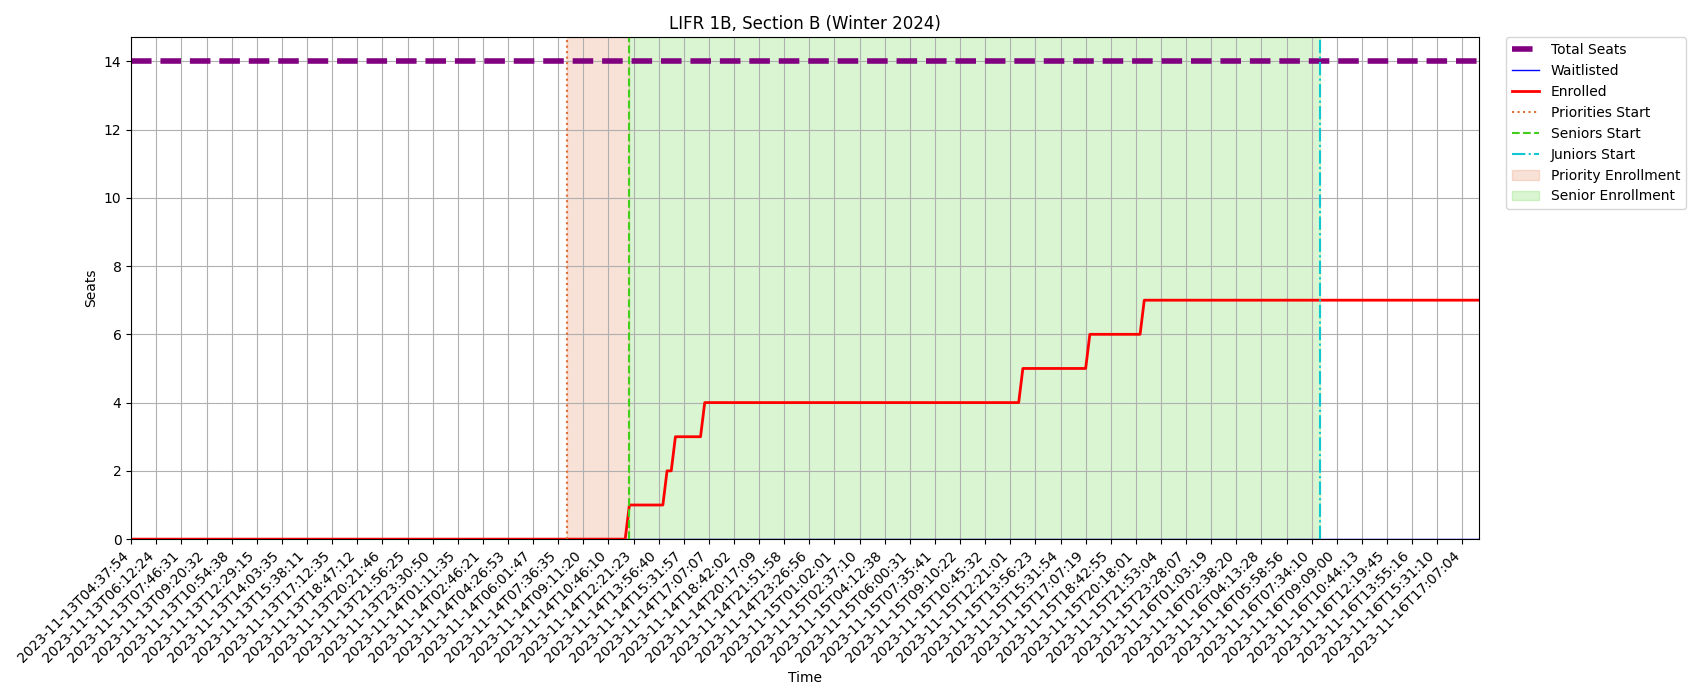 LIFR 1B, Section B (Winter 2024)
Total Seats
Waitlisted
Enrolled
Priorities Start
Seniors Start
Juniors Start
Priority Enrollment
Senior Enrollment
Seats
14
12
10
8
6
4
2
0
2023-11-13T04:37:54
2023-11-13T06:12:24
2023-11-13T07:46:31
2023-11-13T09:20:32
2023-11-13T10:54:38
2023-11-13T12:29:15
2023-11-13T14:03:35
2023-11-13T15:38:11
2023-11-13T17:12:35
2023-11-13T18:47:12
2023-11-13T20:21:46
2023-11-13T21:56:25
2023-11-13T23:30:50
2023-11-14T01:11:35
2023-11-14T02:46:21
2023-11-14T04:26:53
2023-11-14T06:01:47
2023-11-14T07:36:35
2023-11-14T09:11:20
2023-11-14T10:46:10
2023-11-14T12:21:23
2023-11-14T13:56:40
2023-11-14T15:31:57
2023-11-14T17:07:07
2023-11-14T18:42:02
2023-11-14T20:17:09
2023-11-14T21:51:58
2023-11-14T23:26:56
2023-11-15T01:02:01
2023-11-15T02:37:10
2023-11-15T04:12:38
2023-11-15T06:00:31
2023-11-15T07:35:41
2023-11-15T09:10:22
2023-11-15T10:45:32
2023-11-15T12:21:01
2023-11-15T13:56:23
2023-11-15T15:31:54
2023-11-15T17:07:19
2023-11-15T18:42:55
2023-11-15T20:18:01
2023-11-15T21:53:04
2023-11-15T23:28:07
2023-11-16T01:03:19
2023-11-16T02:38:20
2023-11-16T04:13:28
2023-11-16T05:58:56
2023-11-16T07:34:10
2023-11-16T09:09:00
2023-11-16T10:44:13
2023-11-16T12:19:45
2023-11-16T13:55:16
2023-11-16T15:31:10
2023-11-16T17:07:04
Time